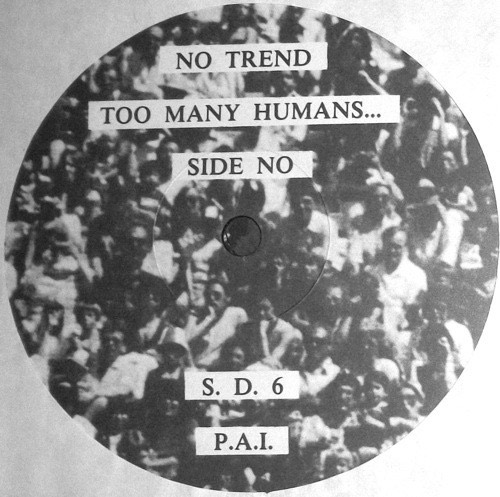 NO TREND
TOO MANY HUMANS...
SIDE NO
S. D. 6
P.A.I.